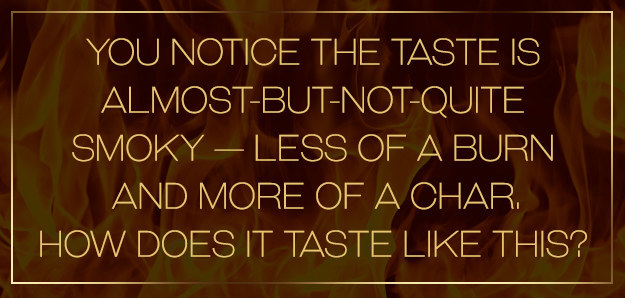 YOU NOTICE THE TASTE IS
ALMOST-BUT-NOT-QUITE
SMOKY — LESS OF A BURN
AND MORE OF A CHAR.
HOW DOES IT TASTE LIKE THIS?